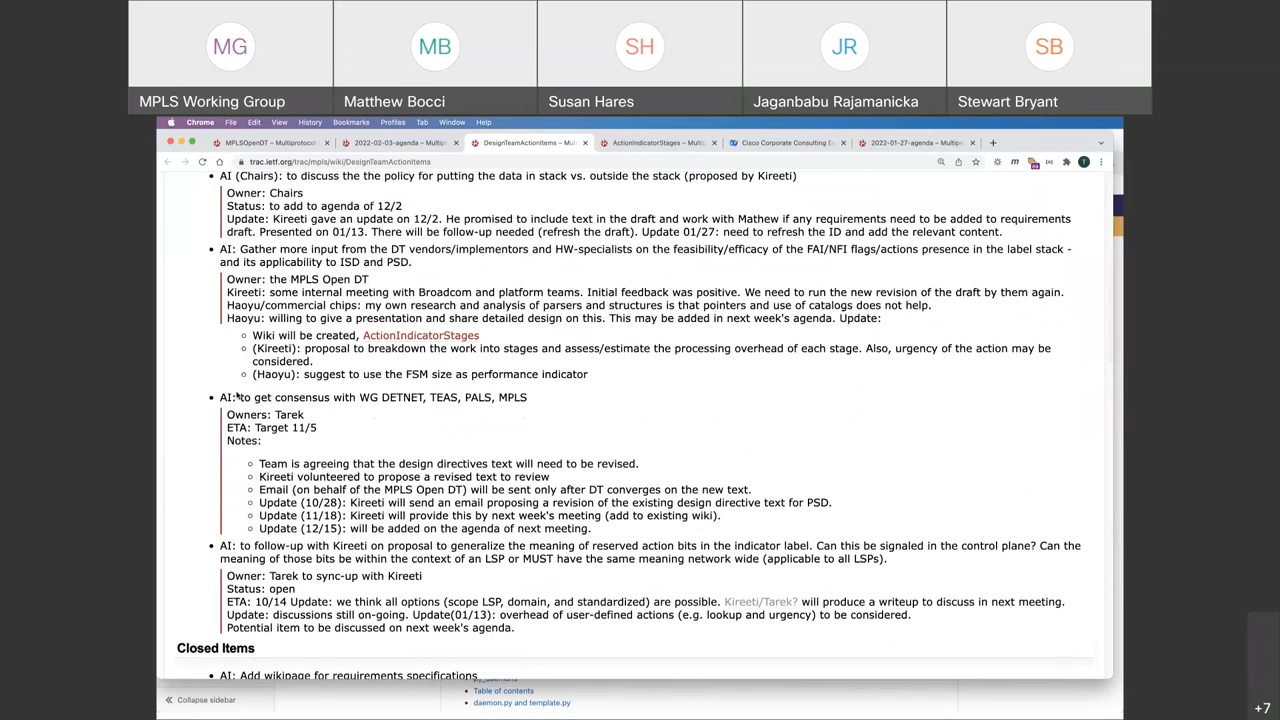 MG
MB
SH
JR
SB
MPLS Working Group
Matthew Bocci
Susan Hares
Jaganbabu Rajamanicka
Stewart Bryant
Chrome File Edit View History Bookmarks Profiles Tab Window Help
MPLSOpenDT – Multiprotocol
2022-02-03-agenda – Multipr
DesignTeamActionItems – Mult
ActionIndicatorStages – Multip
Cisco Corporate Consulting En
2022-01-27-agenda – Multipr
trac.ietf.org/trac/mpls/wiki/DesignTeamActionItems
AI (Chairs): to discuss the the policy for putting the data in stack vs. outside the stack (proposed by Kireeti)
Owner: Chairs
Status: to add to agenda of 12/2
Update: Kireeti gave an update on 12/2. He promised to include text in the draft and work with Mathew if any requirements need to be added to requirements
draft. Presented on 01/13. There will be follow-up needed (refresh the draft). Update 01/27: need to refresh the ID and add the relevant content.
AI: Gather more input from the DT vendors/implementors and HW-specialists on the feasibility/efficacy of the FAI/NFI flags/actions presence in the label stack -
and its applicability to ISD and PSD.
Owner: the MPLS Open DT
Kireeti: some internal meeting with Broadcom and platform teams. Initial feedback was positive. We need to run the new revision of the draft by them again.
Haoyu/commercial chips: my own research and analysis of parsers and structures is that pointers and use of catalogs does not help.
Haoyu: willing to give a presentation and share detailed design on this. This may be added in next week's agenda. Update:
Wiki will be created, ActionIndicatorStages
(Kireeti): proposal to breakdown the work into stages and assess/estimate the processing overhead of each stage. Also, urgency of the action may be
considered.
(Haoyu): suggest to use the FSM size as performance indicator
AI: to get consensus with WG DETNET, TEAS, PALS, MPLS
Owners: Tarek
ETA: Target 11/5
Notes:
Team is agreeing that the design directives text will need to be revised.
Kireeti volunteered to propose a revised text to review
Email (on behalf of the MPLS Open DT) will be sent only after DT converges on the new text.
Update (10/28): Kireeti will send an email proposing a revision of the existing design directive text for PSD.
Update (11/18): Kireeti will provide this by next week's meeting (add to existing wiki).
Update (12/15): will be added on the agenda of next meeting.
AI: to follow-up with Kireeti on proposal to generalize the meaning of reserved action bits in the indicator label. Can this be signaled in the control plane? Can the
meaning of those bits be within the context of an LSP or MUST have the same meaning network wide (applicable to all LSPs).
Owner: Tarek to sync-up with Kireeti
Status: open
ETA: 10/14 Update: we think all options (scope LSP, domain, and standardized) are possible. Kireeti/Tarek? will produce a writeup to discuss in next meeting.
Update: discussions still on-going. Update(01/13): overhead of user-defined actions (e.g. lookup and urgency) to be considered.
Potential item to be discussed on next week's agenda.
Closed Items
AI: Add wikipage for requirements specifications
Table of contents
Collapse sidebar
daemon.py and template.py
+7